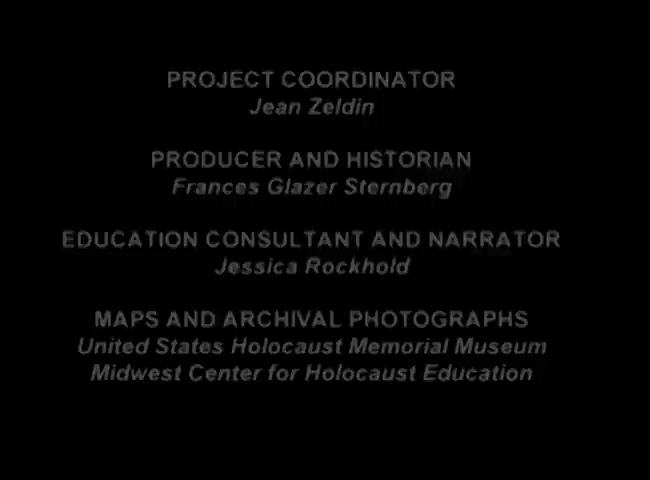 PROJECT COORDINATOR
Jean Zeldin
PRODUCER AND HISTORIAN
Frances Glazer Sternberg
EDUCATION CONSULTANT AND NARRATOR
Jessica Rockhold
MAPS AND ARCHIVAL PHOTOGRAPHS
United States Holocaust Memorial Museum
Midwest Center for Holocaust Education